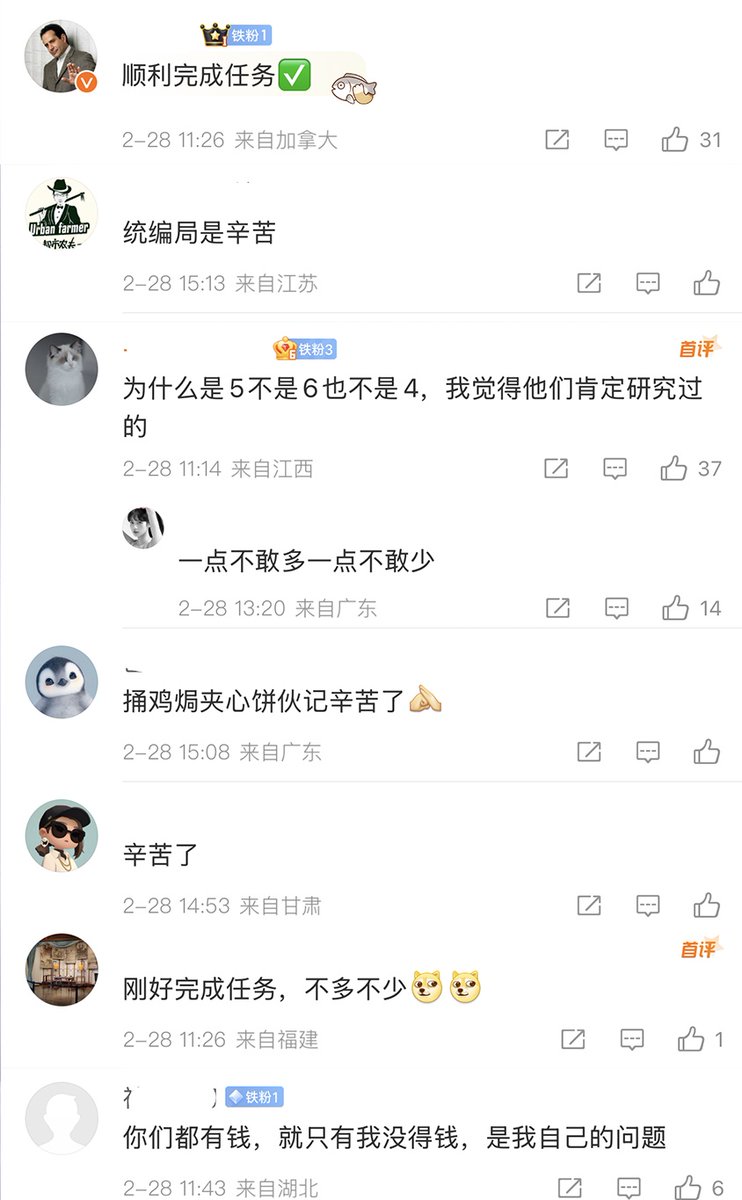 铁粉1
顺利完成任务✅
2-28 11:26 来自加拿大 31
Urban farmer
都市农夫
统编局是辛苦
2-28 15:13 来自江苏
6 铁粉3 首评
为什么是5不是6也不是4，我觉得他们肯定研究过
的
2-28 11:14 来自江西 37
一点不敢多一点不敢少
2-28 13:20 来自广东 14
捅鸡焗夹心饼伙记辛苦了🙏
2-28 15:08 来自广东
辛苦了
2-28 14:53 来自甘肃
首评
刚好完成任务，不多不少
2-28 11:26 来自福建 1
铁粉1
你们都有钱，就只有我没得钱，是我自己的问题
2-28 11:43 来自湖北 6